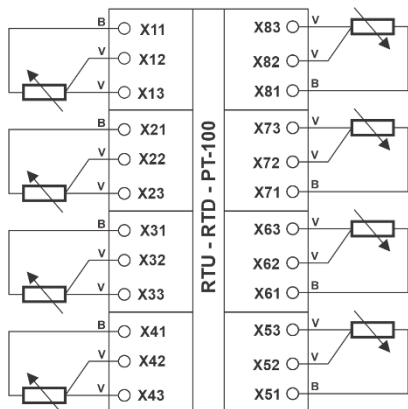 B X11
V X12
V X13
B X21
V X22
V X23
B X31
V X32
V X33
B X41
V X42
V X43
RTU - RTD - PT-100
X83 V
X82 V
X81 B
X73 V
X72 V
X71 B
X63 V
X62 V
X61 B
X53 V
X52 V
X51 B